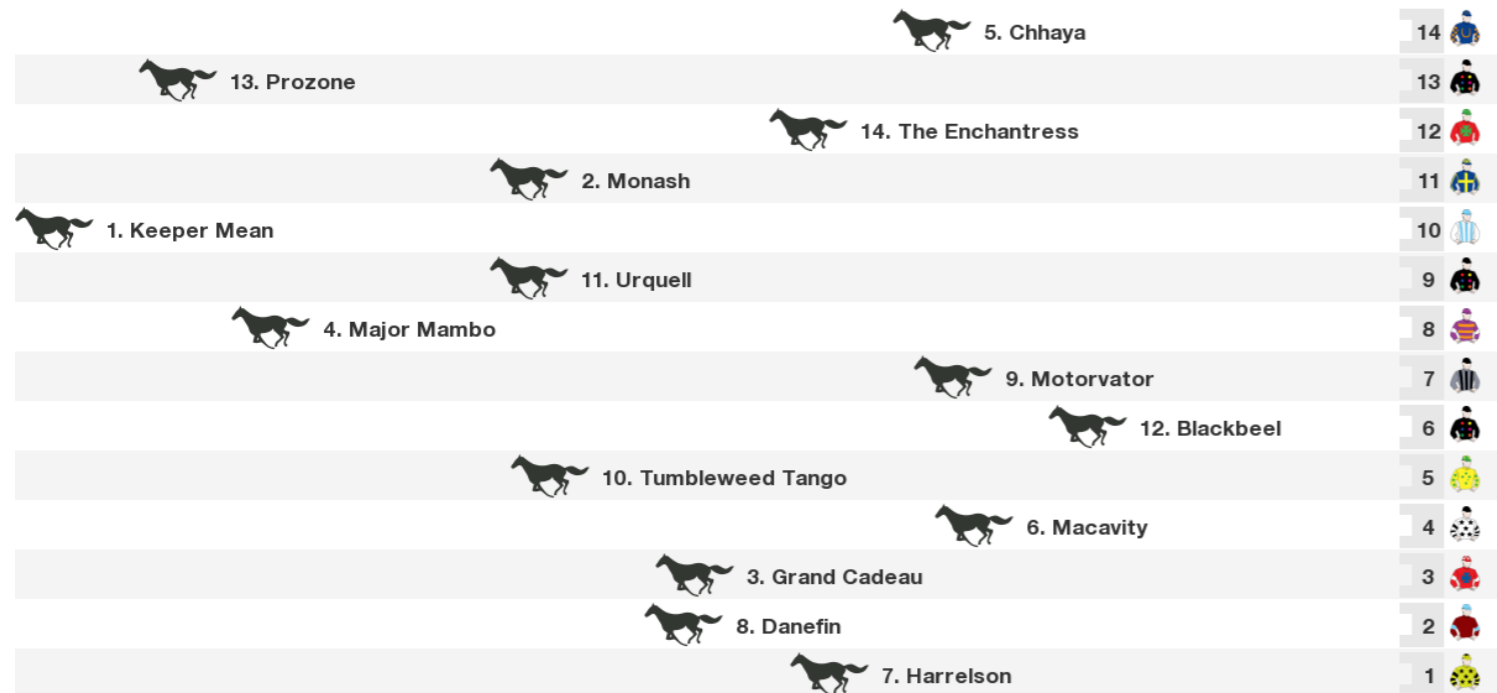 5. Chhaya 14
13. Prozone 13
14. The Enchantress 12
2. Monash 11
1. Keeper Mean 10
11. Urquell 9
4. Major Mambo 8
9. Motorvator 7
12. Blackbeel 6
10. Tumbleweed Tango 5
6. Macavity 4
3. Grand Cadeau 3
8. Danefin 2
7. Harrelson 1